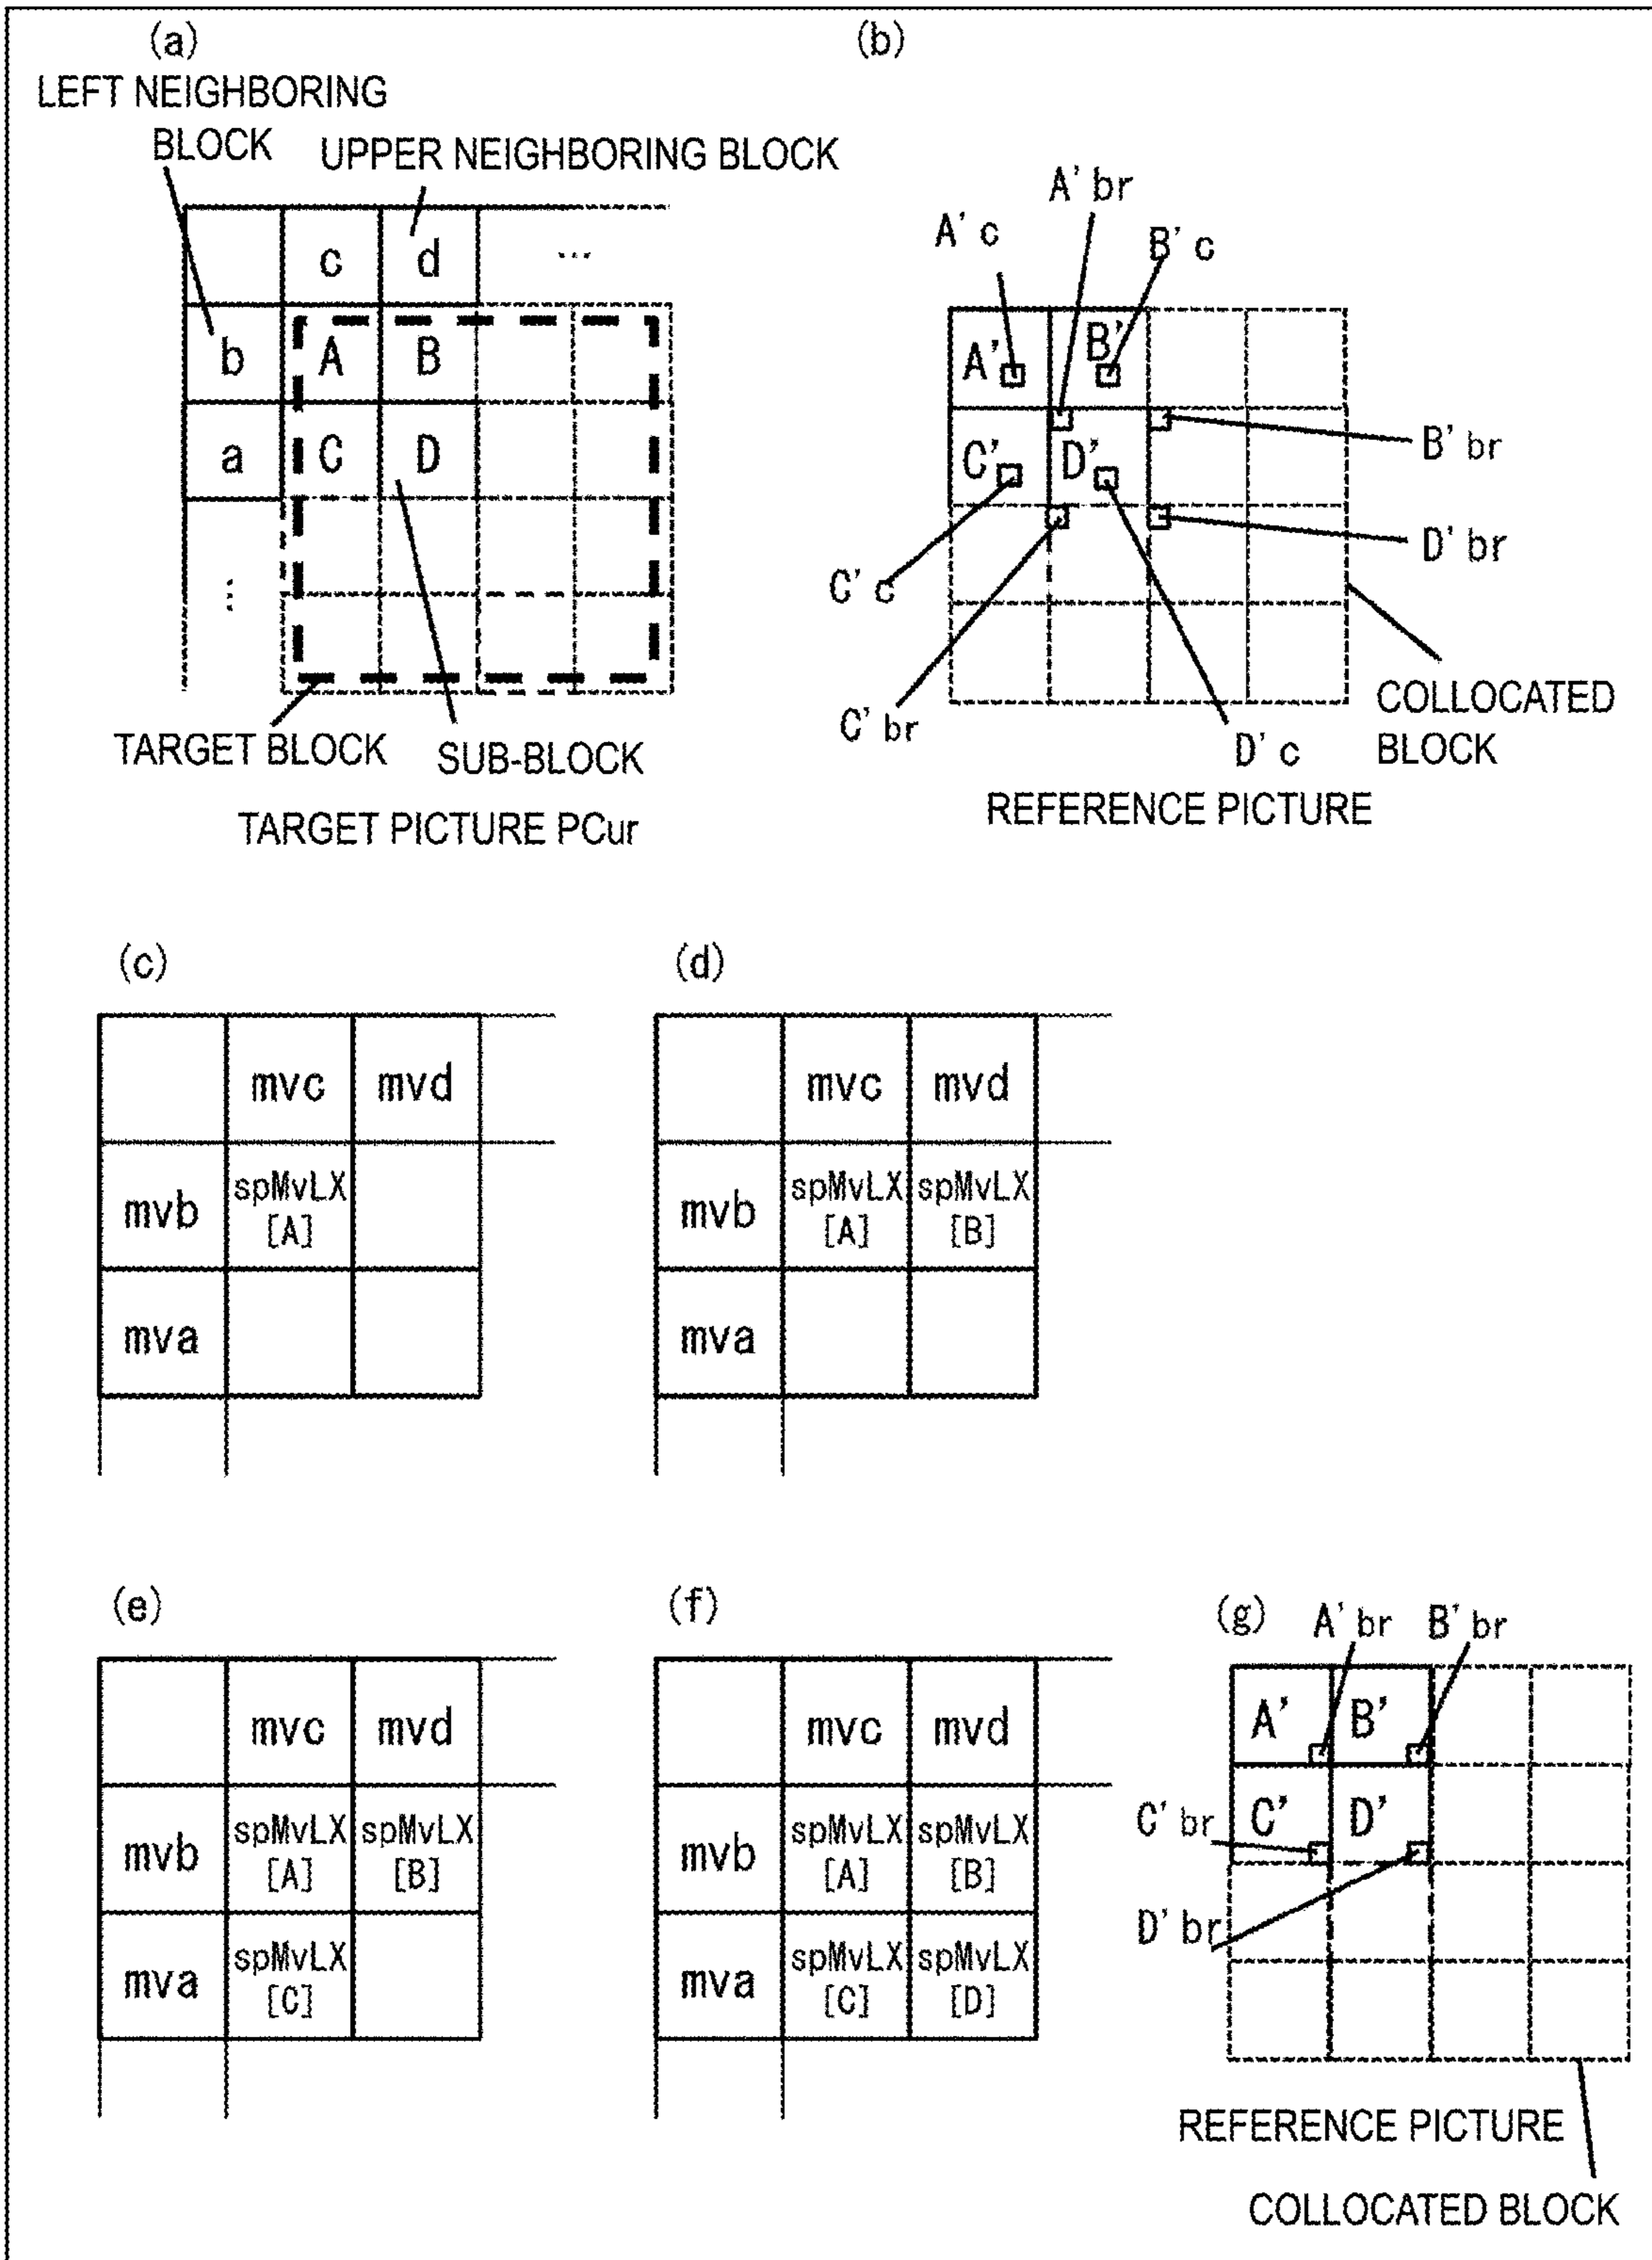 (a)
LEFT NEIGHBORING
BLOCK
UPPER NEIGHBORING BLOCK
c d ...
b A B
a C D
...
TARGET BLOCK
SUB-BLOCK
TARGET PICTURE PCur
(b)
A' br
A' c
B' c
A' B'
B' br
C' D'
D' br
C' c
C' br
D' c
COLLOCATED
BLOCK
REFERENCE PICTURE
(c)
mvc mvd
mvb spMvLX
[A]
mva
(d)
mvc mvd
mvb spMvLX spMvLX
[A] [B]
mva
(e)
mvc mvd
mvb spMvLX spMvLX
[A] [B]
mva spMvLX
[C]
(f)
mvc mvd
mvb spMvLX spMvLX
[A] [B]
mva spMvLX spMvLX
[C] [D]
(g)
A' br B' br
A' B'
C' br C' D'
D' br
REFERENCE PICTURE
COLLOCATED BLOCK